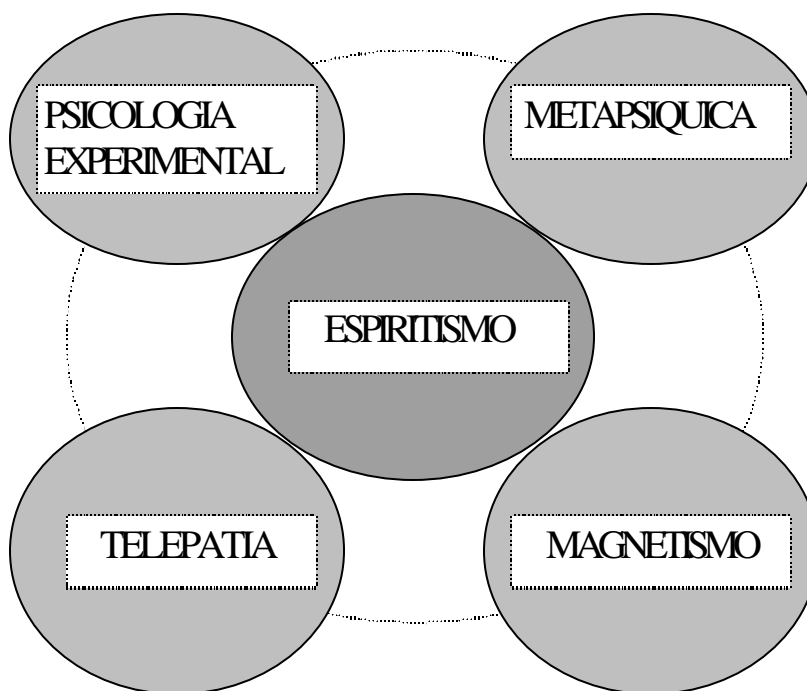 PSICOLOGIA
EXPERIMENTAL
METAPSIQUICA
ESPIRITISMO
TELEPATIA
MAGNETISMO